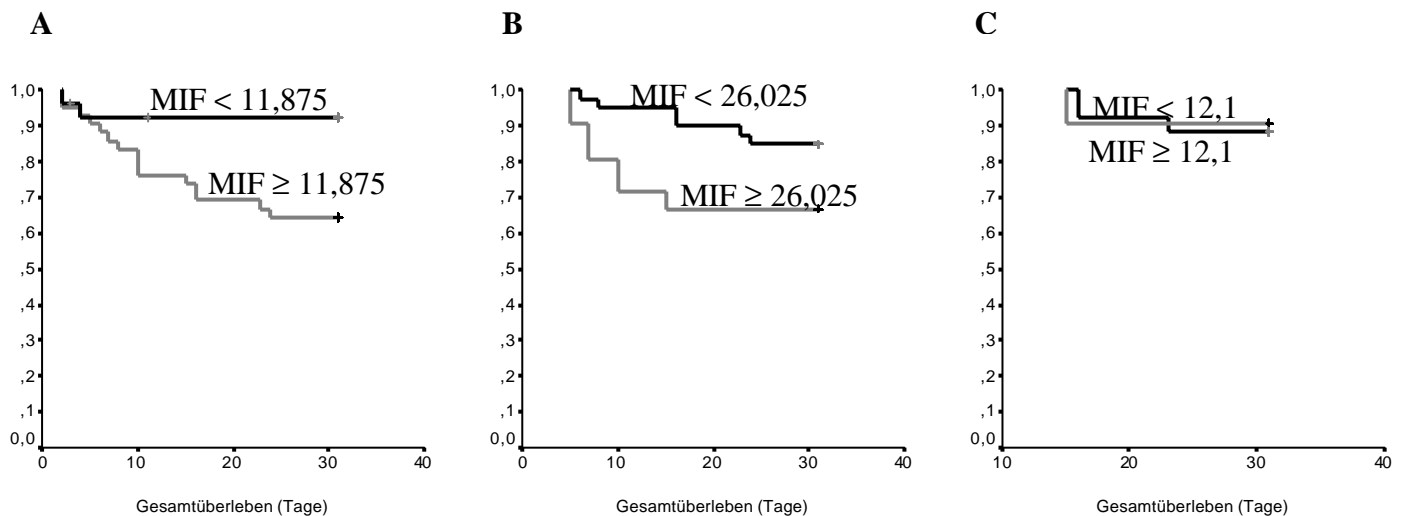 A
1,0
,9
,8
,7
,6
,5
,4
,3
,2
,1
0,0
MIF < 11,875
MIF ≥ 11,875
0 10 20 30 40
Gesamtüberleben (Tage)
B
1,0
,9
,8
,7
,6
,5
,4
,3
,2
,1
0,0
MIF < 26,025
MIF ≥ 26,025
0 10 20 30 40
Gesamtüberleben (Tage)
C
1,0
,9
,8
,7
,6
,5
,4
,3
,2
,1
0,0
MIF < 12,1
MIF ≥ 12,1
10 20 30 40
Gesamtüberleben (Tage)